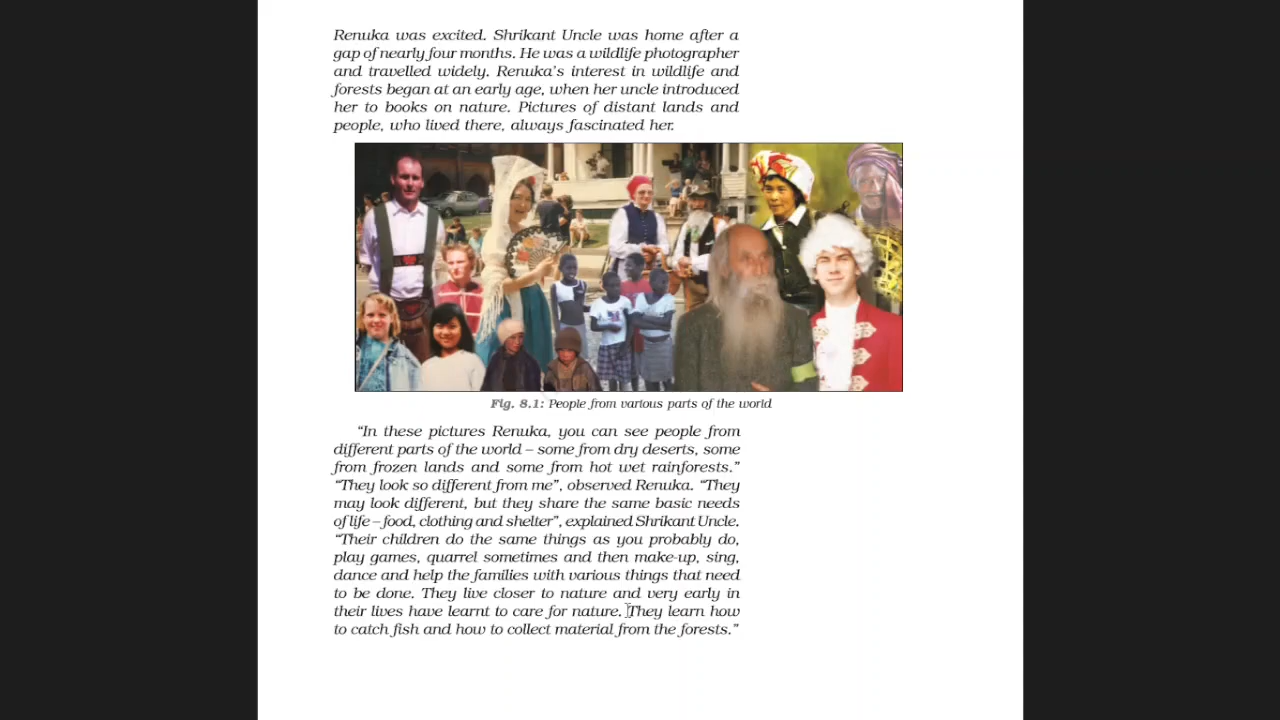 Renuka was excited. Shrikant Uncle was home after a
gap of nearly four months. He was a wildlife photographer
and travelled widely. Renuka's interest in wildlife and
forests began at an early age, when her uncle introduced
her to books on nature. Pictures of distant lands and
people, who lived there, always fascinated her.
Fig. 8.1: People from various parts of the world
"In these pictures Renuka, you can see people from
different parts of the world – some from dry deserts, some
from frozen lands and some from hot wet rainforests."
"They look so different from me", observed Renuka. "They
may look different, but they share the same basic needs
of life – food, clothing and shelter", explained Shrikant Uncle.
"Their children do the same things as you probably do,
play games, quarrel sometimes and then make-up, sing,
dance and help the families with various things that need
to be done. They live closer to nature and very early in
their lives have learnt to care for nature. They learn how
to catch fish and how to collect material from the forests."